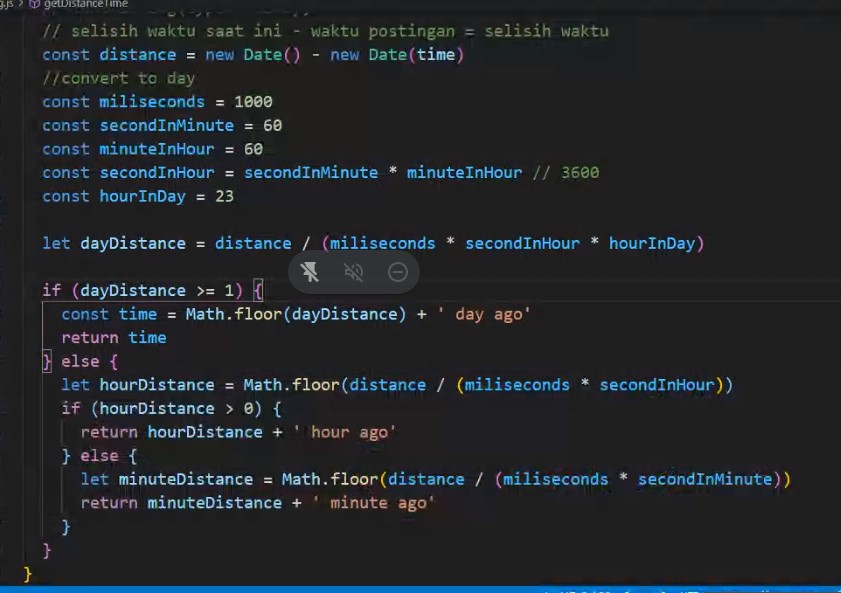 g.js > getDistanceTime
// selisih waktu saat ini - waktu postingan = selisih waktu
const distance = new Date() - new Date(time)
//convert to day
const miliseconds = 1000
const secondInMinute = 60
const minuteInHour = 60
const secondInHour = secondInMinute * minuteInHour // 3600
const hourInDay = 23
let dayDistance = distance / (miliseconds * secondInHour * hourInDay)
if (dayDistance >= 1) {
const time = Math.floor(dayDistance) + ' day ago'
return time
} else {
let hourDistance = Math.floor(distance / (miliseconds * secondInHour))
if (hourDistance > 0) {
return hourDistance + ' hour ago'
} else {
let minuteDistance = Math.floor(distance / (miliseconds * secondInMinute))
return minuteDistance + ' minute ago'
}
}
}